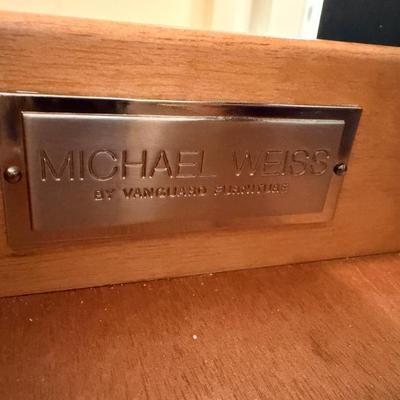 MICHAEL WEISS
BY VANGUARD FURNITURE